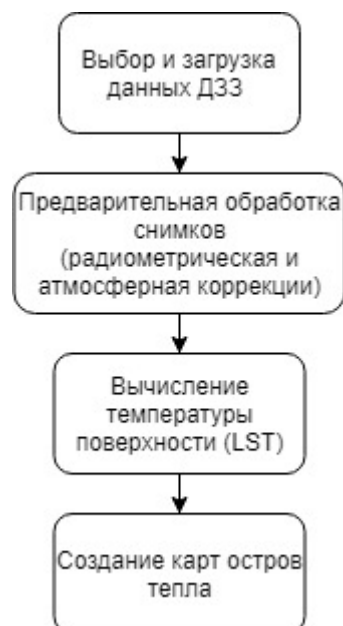 Выбор и загрузка
данных ДЗЗ
Предварительная обработка
снимков
(радиометрическая и
атмосферная коррекции)
Вычисление
температуры
поверхности (LST)
Создание карт остров
тепла